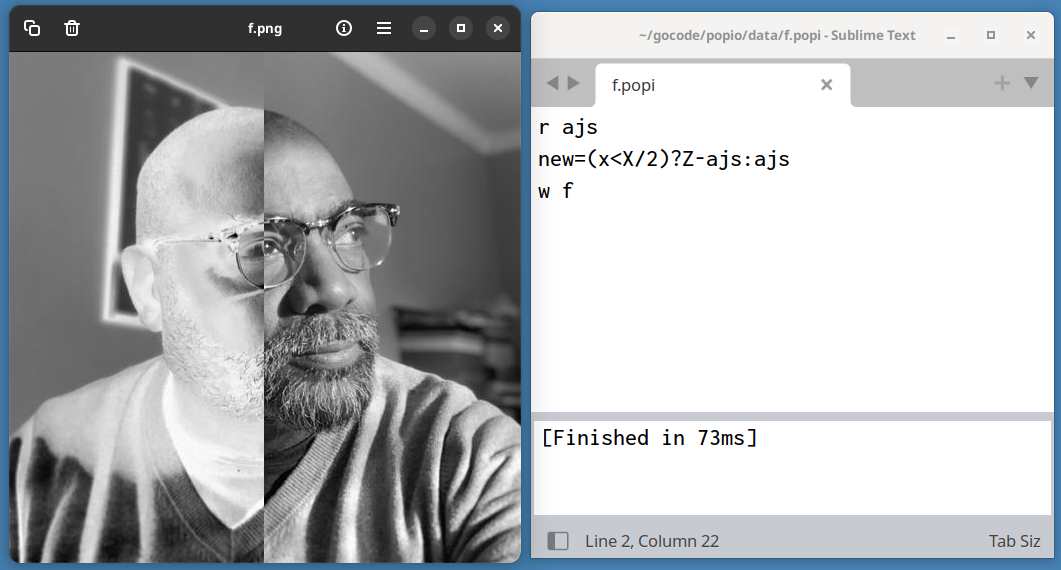 f.png
~/gocode/popio/data/f.popi - Sublime Text
f.popi
r ajs
new=(x<X/2)?Z-ajs:ajs
w f
[Finished in 73ms]
Line 2, Column 22
Tab Siz